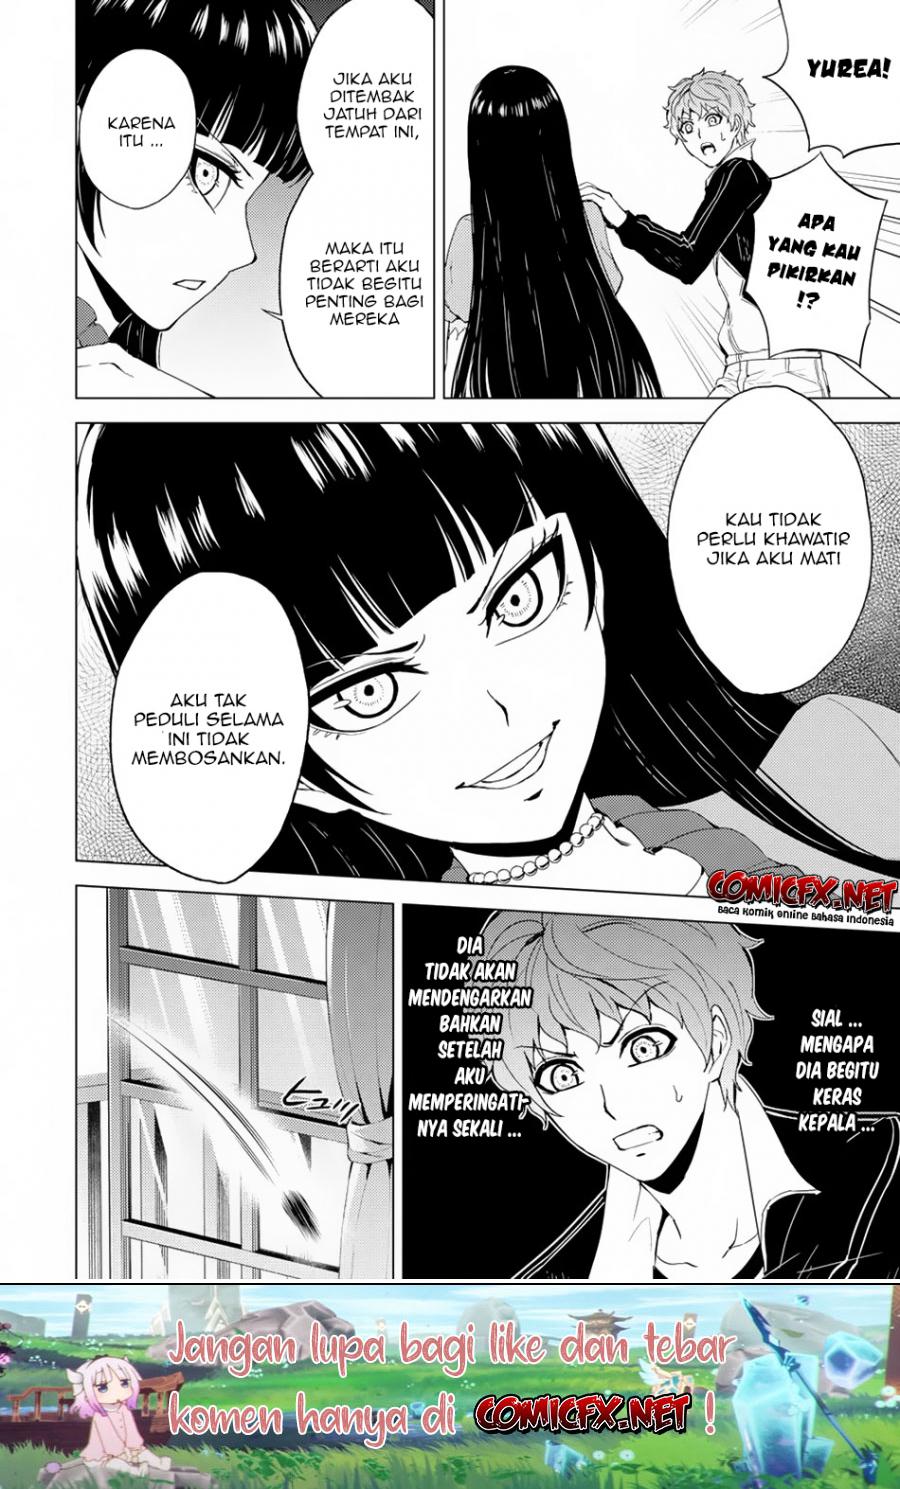 YUREA!
APA
YANG KAU
PIKIRKAN
!?
JIKA AKU
DITEMBAK
JATUH DARI
TEMPAT INI,
MAKA ITU
BERARTI AKU
TIDAK BEGITU
PENTING BAGI
MEREKA
KARENA
ITU ...
KAU TIDAK
PERLU KHAWATIR
JIKA AKU MATI
AKU TAK
PEDULI SELAMA
INI TIDAK
MEMBOSANKAN.
COMICFX.NET
Baca Komik Online Bahasa Indonesia
SIAL ...
MENGAPA
DIA BEGITU
KERAS
KEPALA ...
DIA
TIDAK AKAN
MENDENGARKAN
BAHKAN
SETELAH
AKU
MEMPERINGATI-
NYA SEKALI ...
ヒュッ
Jangan lupa bagi like dan tebar
komen hanya di COMICFX.NET !